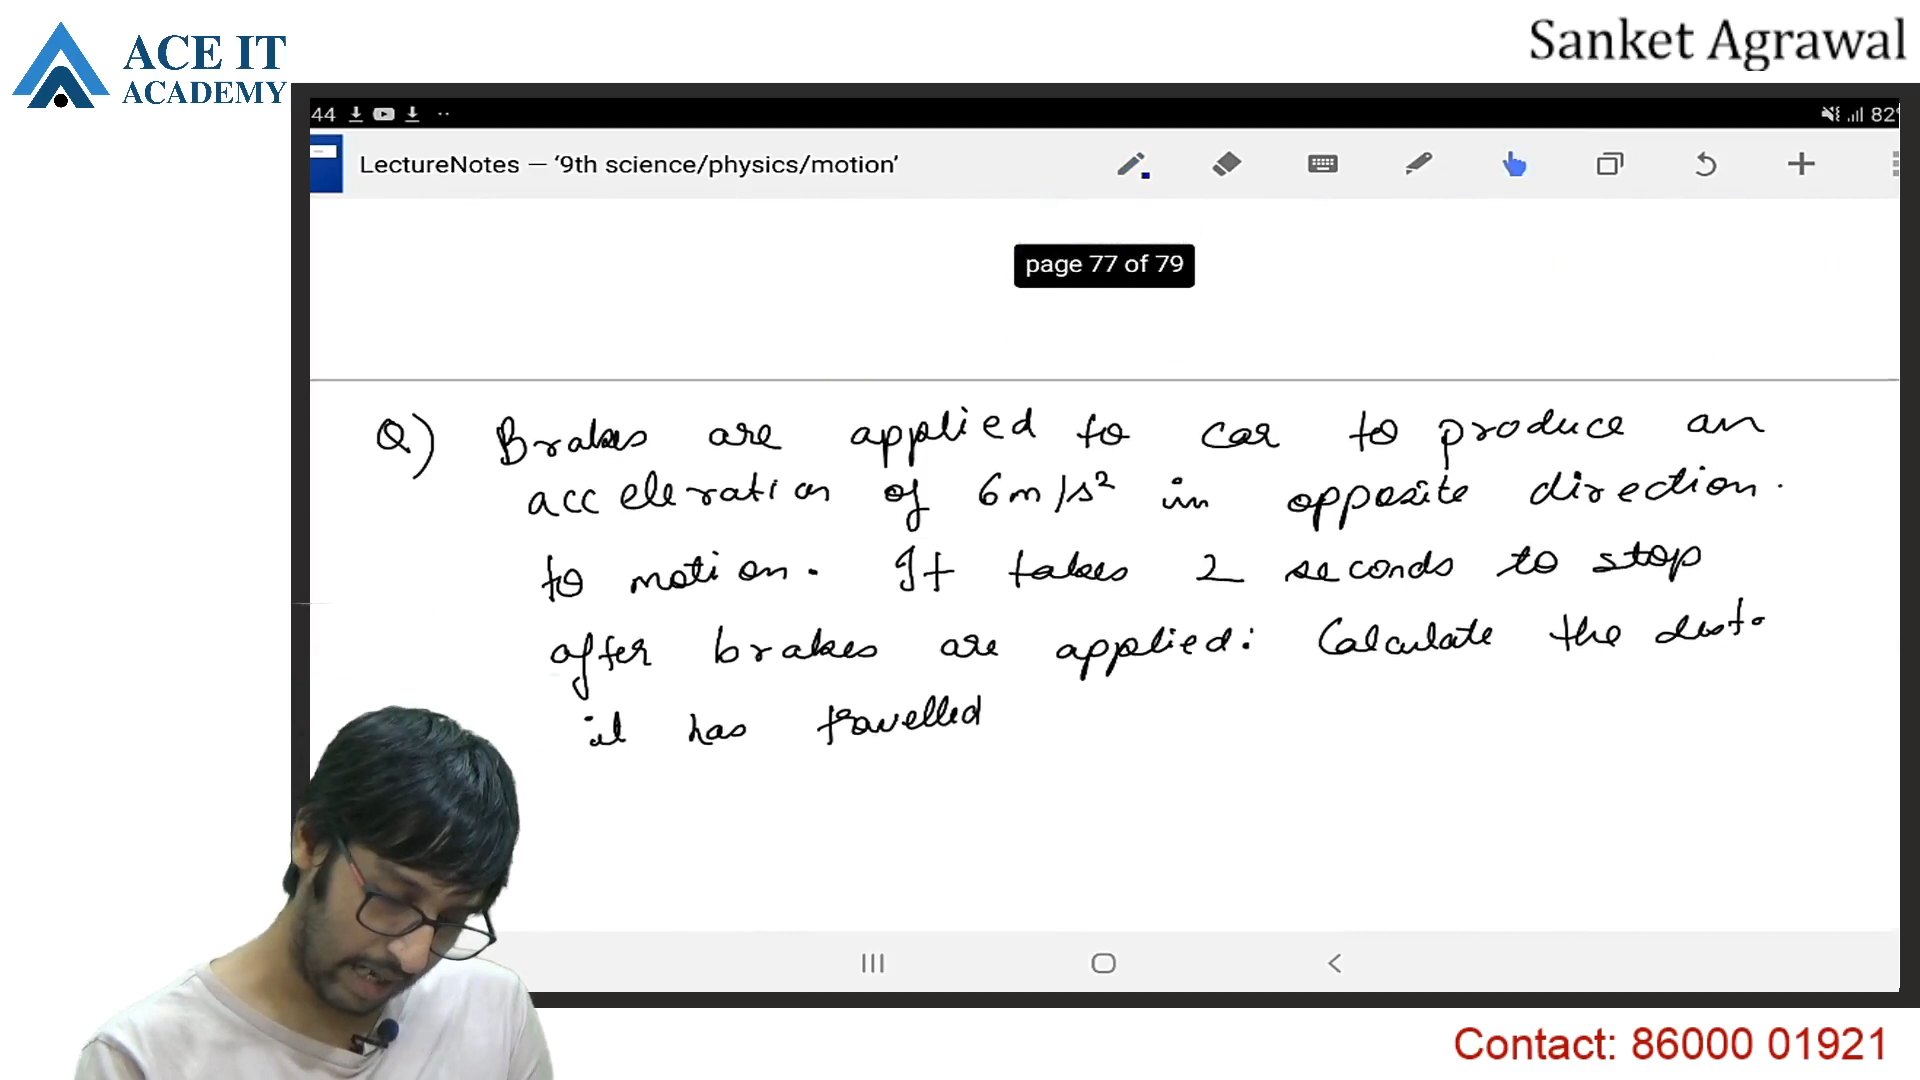 ACE IT
ACADEMY
Sanket Agrawal
44
82
LectureNotes — ‘9th science/physics/motion’
page 77 of 79
Q) Brakes are applied to car to produce an
acceleration of 6m/s² in opposite direction.
to motion. It takes 2 seconds to stop
after brakes are applied: Calculate the dist.
it has travelled
Contact: 86000 01921